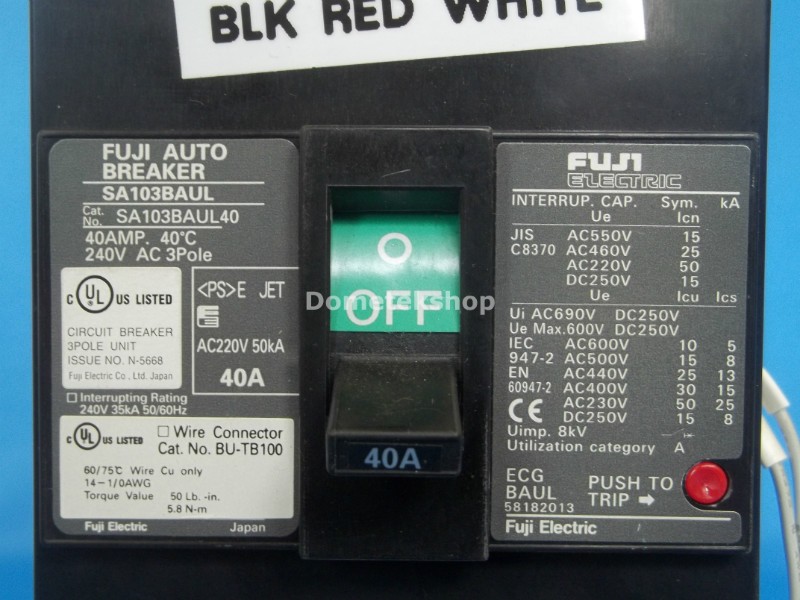 BLK RED WHITE
FUJI AUTO
BREAKER
SA103BAUL
Cat. No. SA103BAUL40
40AMP. 40℃
240V AC 3Pole
C UL US LISTED
CIRCUIT BREAKER
3POLE UNIT
ISSUE NO. N-5668
Fuji Electric Co., Ltd. Japan
<PS>E JET
AC220V 50kA
40A
□ Interrupting Rating
240V 35kA 50/60Hz
C UL US LISTED
□ Wire Connector
Cat. No. BU-TB100
60/75℃ Wire Cu only
14-1/0AWG
Torque Value 50 Lb.-in.
5.8 N-m
Fuji Electric Japan
O
OFF
40A
Dometekshop
FUJI
ELECTRIC
INTERRUP. CAP. Sym. kA
Ue Icn
JIS AC550V 15
C8370 AC460V 25
AC220V 50
DC250V 15
Ue Icu Ics
Ui AC690V DC250V
Ue Max.600V DC250V
IEC AC600V 10 5
947-2 AC500V 15 8
EN AC440V 25 13
60947-2 AC400V 30 15
CE AC230V 50 25
DC250V 15 8
Uimp. 8kV
Utilization category A
ECG
BAUL
58182013
PUSH TO
TRIP ➡
Fuji Electric